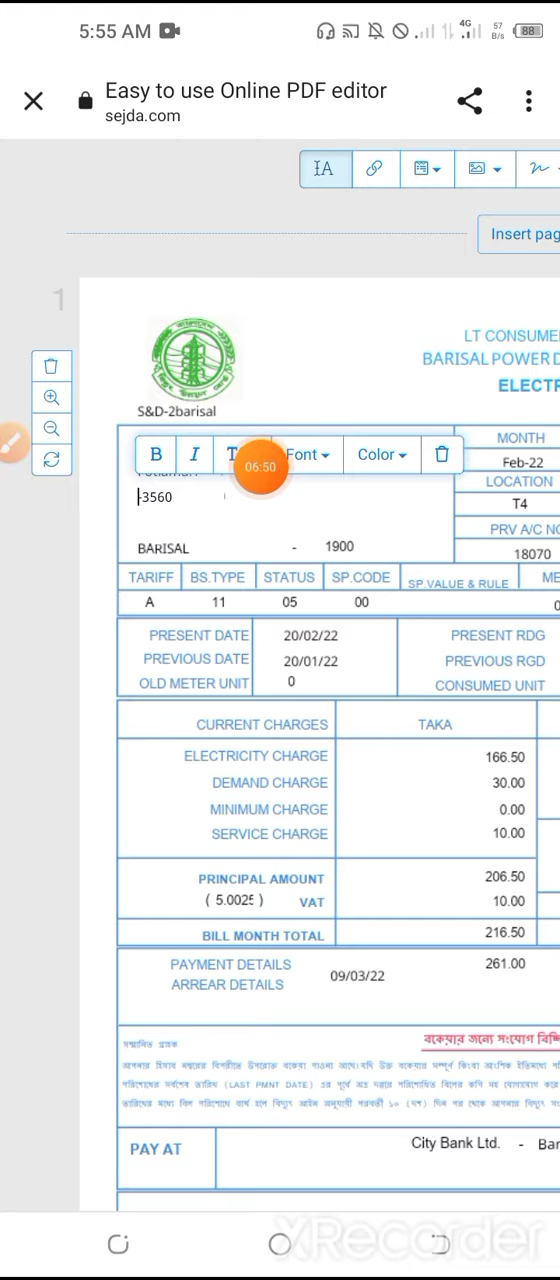 5:55 AM 4G 57 B/s 88
Easy to use Online PDF editor
sejda.com
Insert pag
1
S&D-2barisal
LT CONSUME
BARISAL POWER D
ELECTR
B I T Font Color
06:50
-3560
BARISAL - 1900
MONTH
Feb-22
LOCATION
T4
PRV A/C NO
18070
TARIFF BS.TYPE STATUS SP.CODE SP.VALUE & RULE ME
A 11 05 00 0
PRESENT DATE 20/02/22 PRESENT RDG
PREVIOUS DATE 20/01/22 PREVIOUS RGD
OLD METER UNIT 0 CONSUMED UNIT
CURRENT CHARGES TAKA
ELECTRICITY CHARGE 166.50
DEMAND CHARGE 30.00
MINIMUM CHARGE 0.00
SERVICE CHARGE 10.00
PRINCIPAL AMOUNT 206.50
( 5.0025 ) VAT 10.00
BILL MONTH TOTAL 216.50
PAYMENT DETAILS 09/03/22 261.00
ARREAR DETAILS
সম্মানিত গ্রাহক
বকেয়ার জন্যে সংযোগ বিচ্ছি
PAY AT City Bank Ltd. - Bar
XRecorder